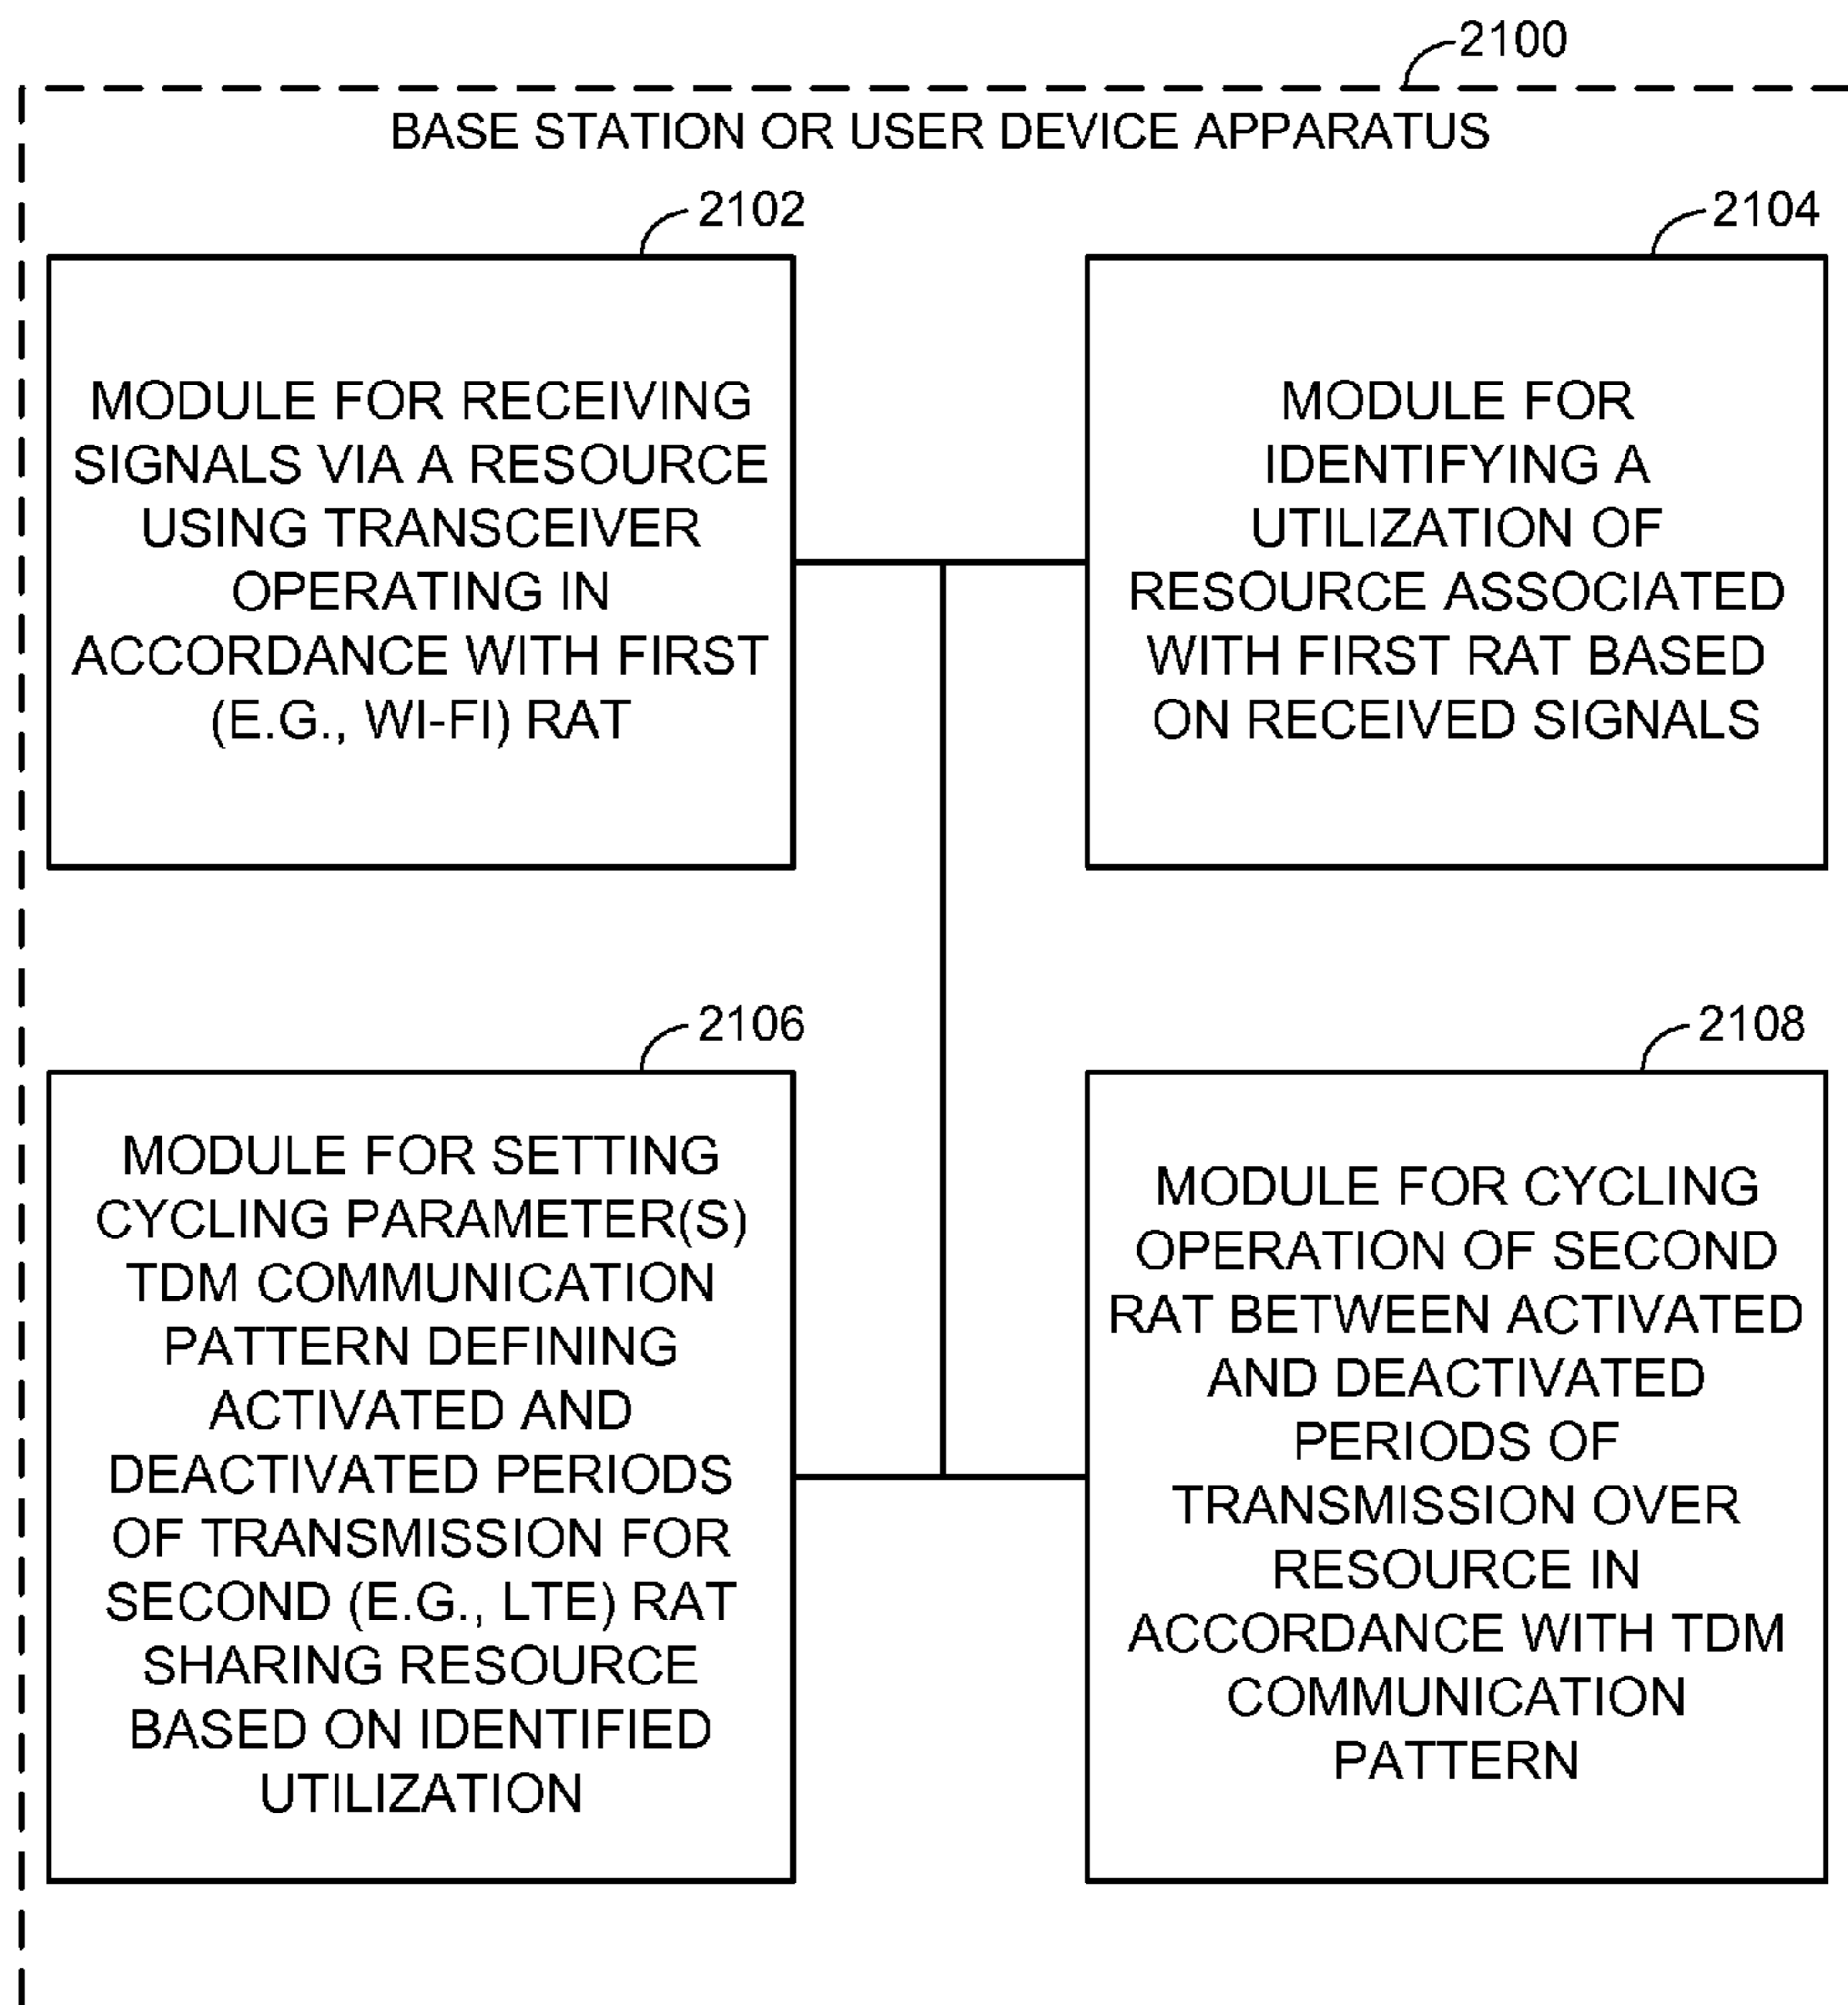 2100
BASE STATION OR USER DEVICE APPARATUS
2102
MODULE FOR RECEIVING
SIGNALS VIA A RESOURCE
USING TRANSCEIVER
OPERATING IN
ACCORDANCE WITH FIRST
(E.G., WI-FI) RAT
2104
MODULE FOR
IDENTIFYING A
UTILIZATION OF
RESOURCE ASSOCIATED
WITH FIRST RAT BASED
ON RECEIVED SIGNALS
2106
MODULE FOR SETTING
CYCLING PARAMETER(S)
TDM COMMUNICATION
PATTERN DEFINING
ACTIVATED AND
DEACTIVATED PERIODS
OF TRANSMISSION FOR
SECOND (E.G., LTE) RAT
SHARING RESOURCE
BASED ON IDENTIFIED
UTILIZATION
2108
MODULE FOR CYCLING
OPERATION OF SECOND
RAT BETWEEN ACTIVATED
AND DEACTIVATED
PERIODS OF
TRANSMISSION OVER
RESOURCE IN
ACCORDANCE WITH TDM
COMMUNICATION
PATTERN